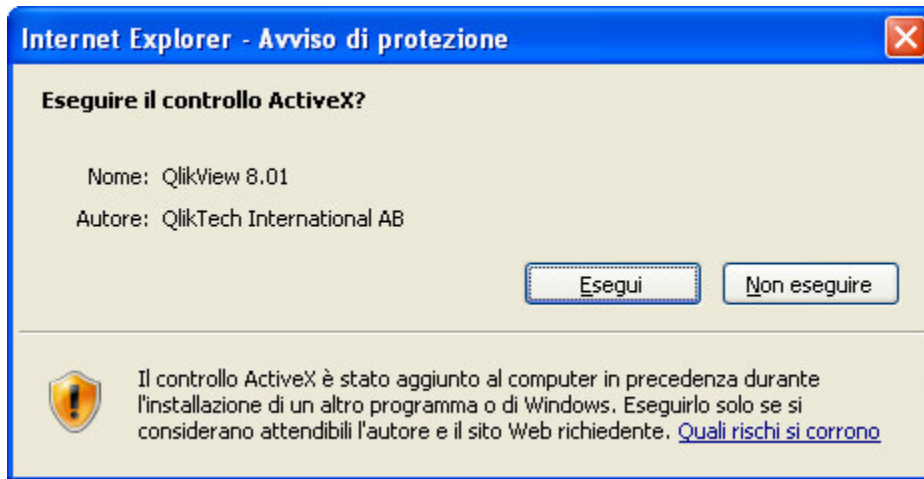 Internet Explorer - Avviso di protezione
Eseguire il controllo ActiveX?
Nome: QlikView 8.01
Autore: QlikTech International AB
Esegui Non eseguire
Il controllo ActiveX è stato aggiunto al computer in precedenza durante
l'installazione di un altro programma o di Windows. Eseguirlo solo se si
considerano attendibili l'autore e il sito Web richiedente. Quali rischi si corrono